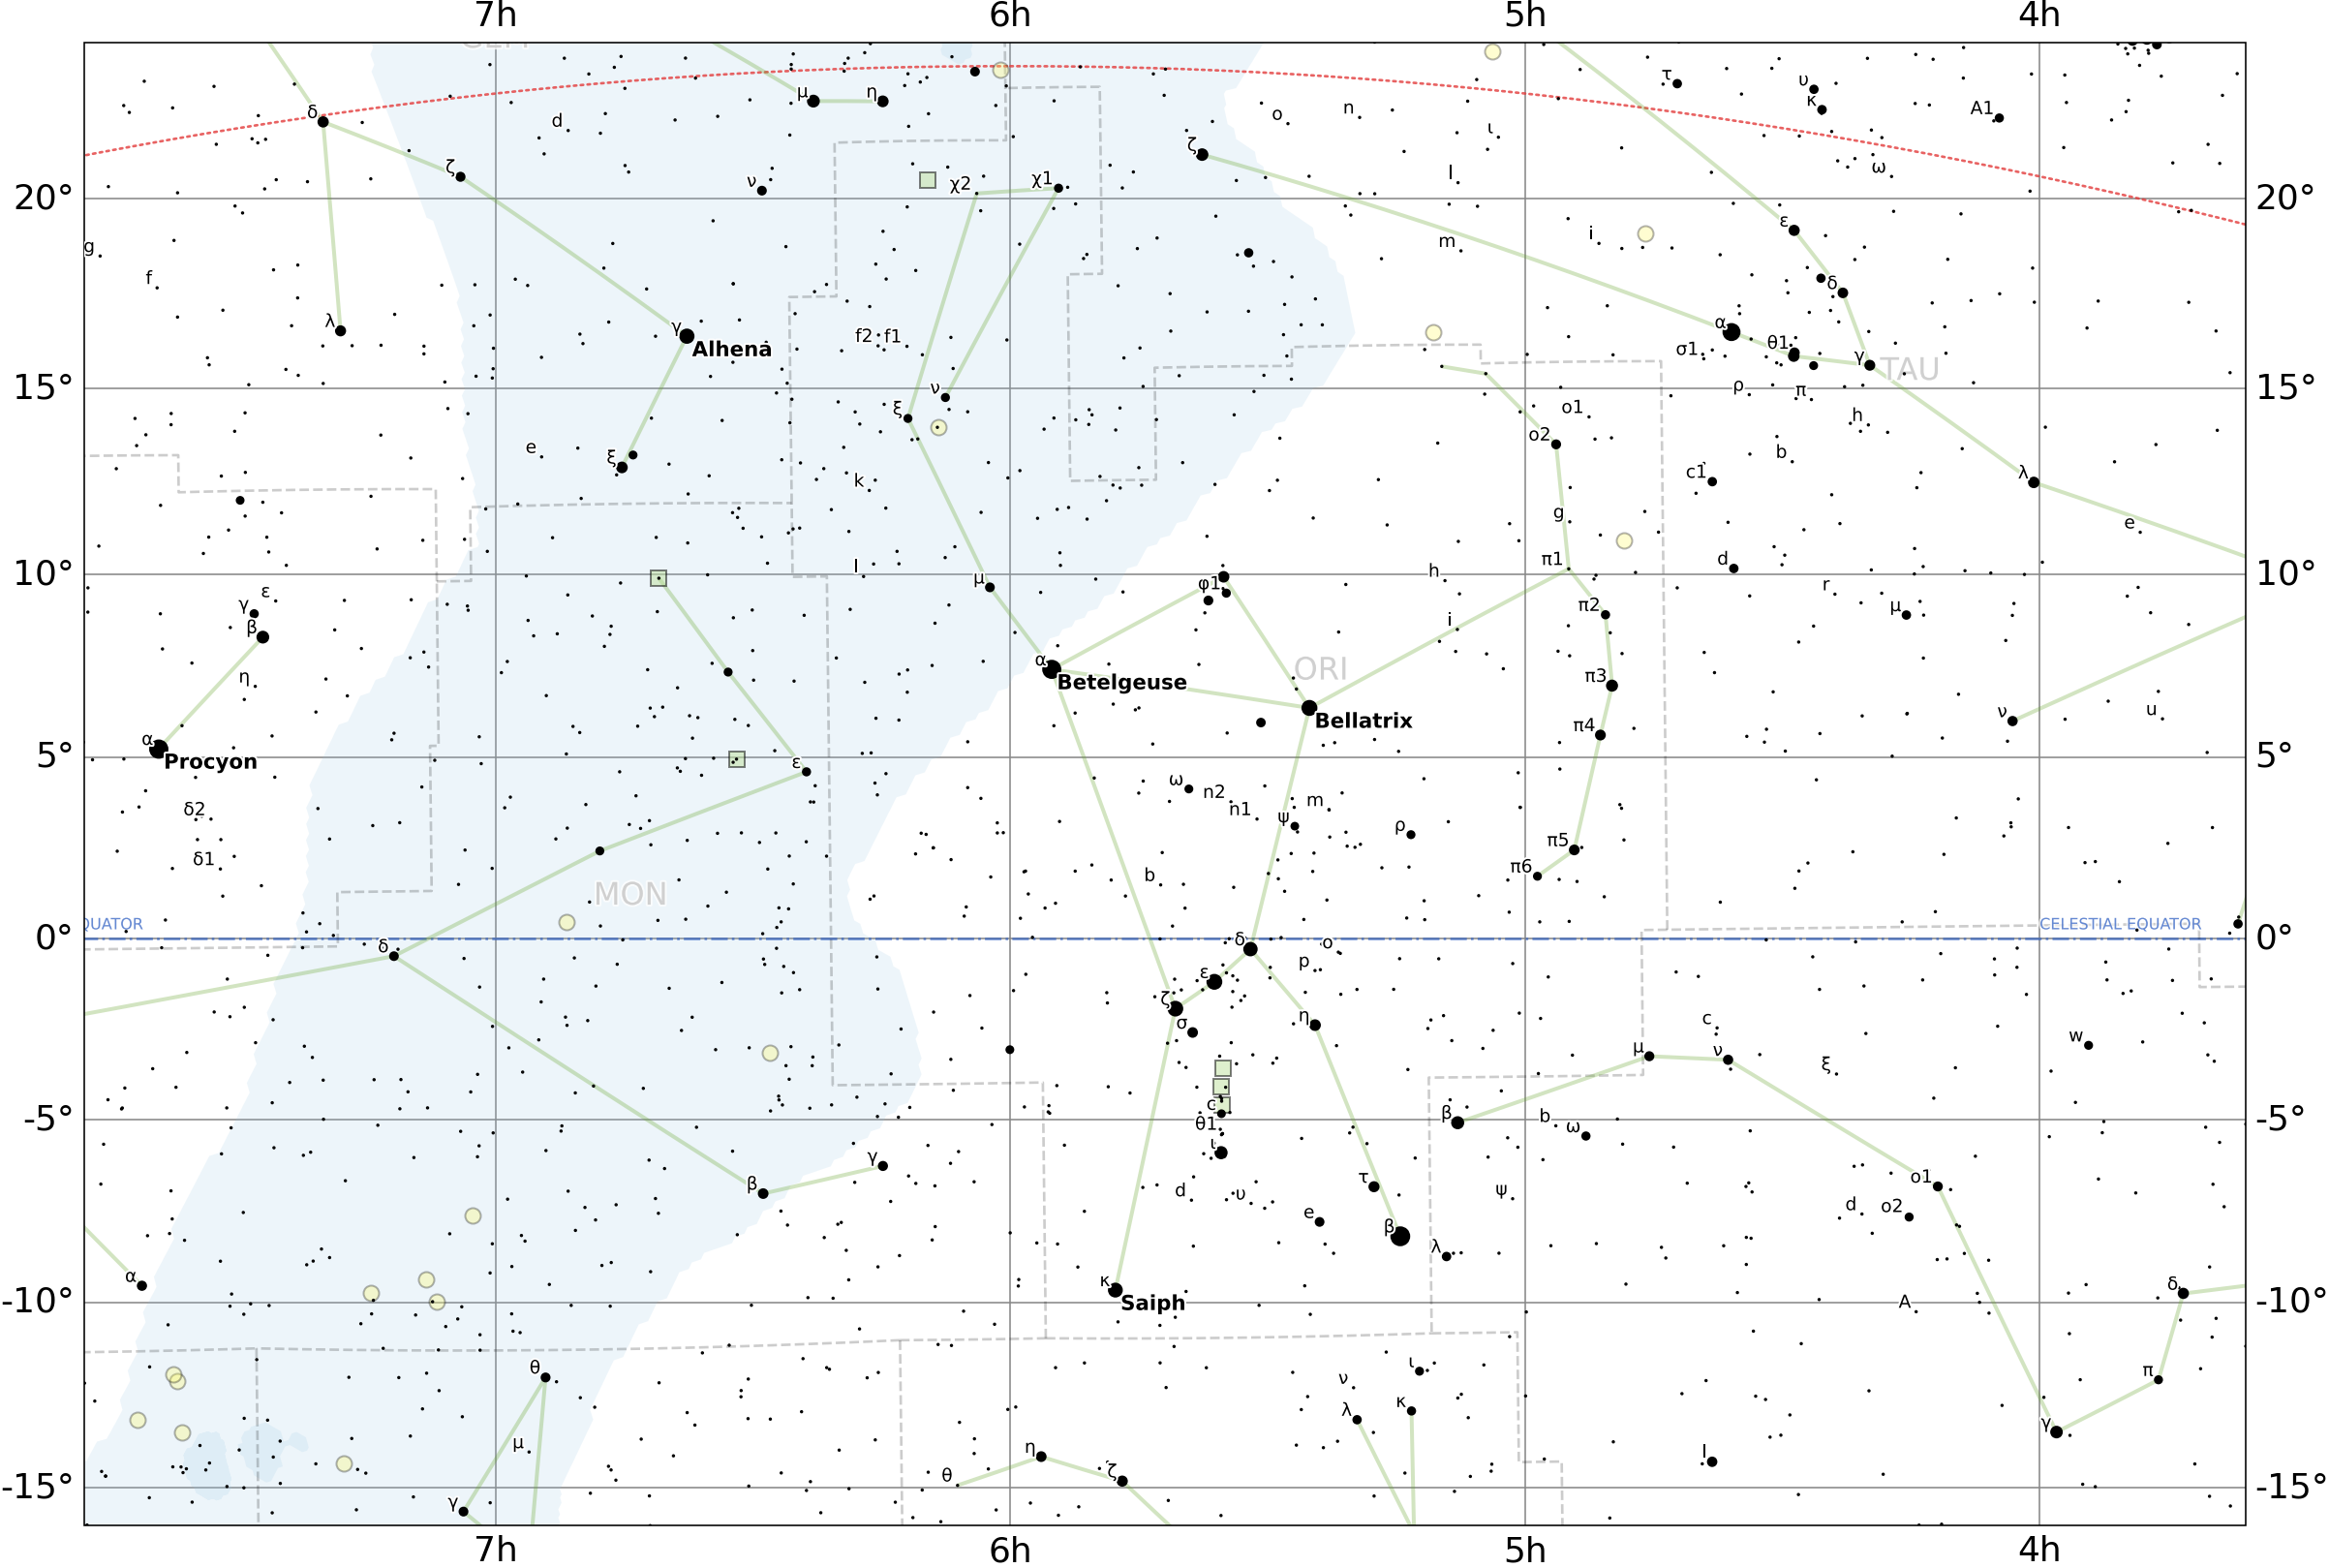 7h 6h 5h 4h
GEM
τ υ
κ
A1
μ η
δ d o n ι
ζ
ζ ν χ2 χ1 l ω
20° 20°
ε
g m i
f δ
λ γ α
Alhena f2 f1 σ1 θ1 γ TAU
15° ν ρ π 15°
ξ o1 h
e ξ o2 b
k c1 λ
g e
10° l μ φ1 h π1 d 10°
ε r
γ π2 μ
β i
α ORI
η Betelgeuse π3
Bellatrix π4 ν u
α
Procyon
5° ε 5°
ω n2 m
δ2 n1 ψ ρ
δ1 π5
b π6
MON
QUATOR CELESTIAL EQUATOR
0° δ δ o 0°
ε p
ζ
σ η c
μ ν w
ξ
-5° c β b -5°
θ1 ω
ι
γ
β d υ τ ψ o1
e d o2
β
λ
α κ δ
-10° Saiph A -10°
θ ι π
ν
λ κ
μ γ
η l
θ ζ
-15° -15°
γ
7h 6h 5h 4h